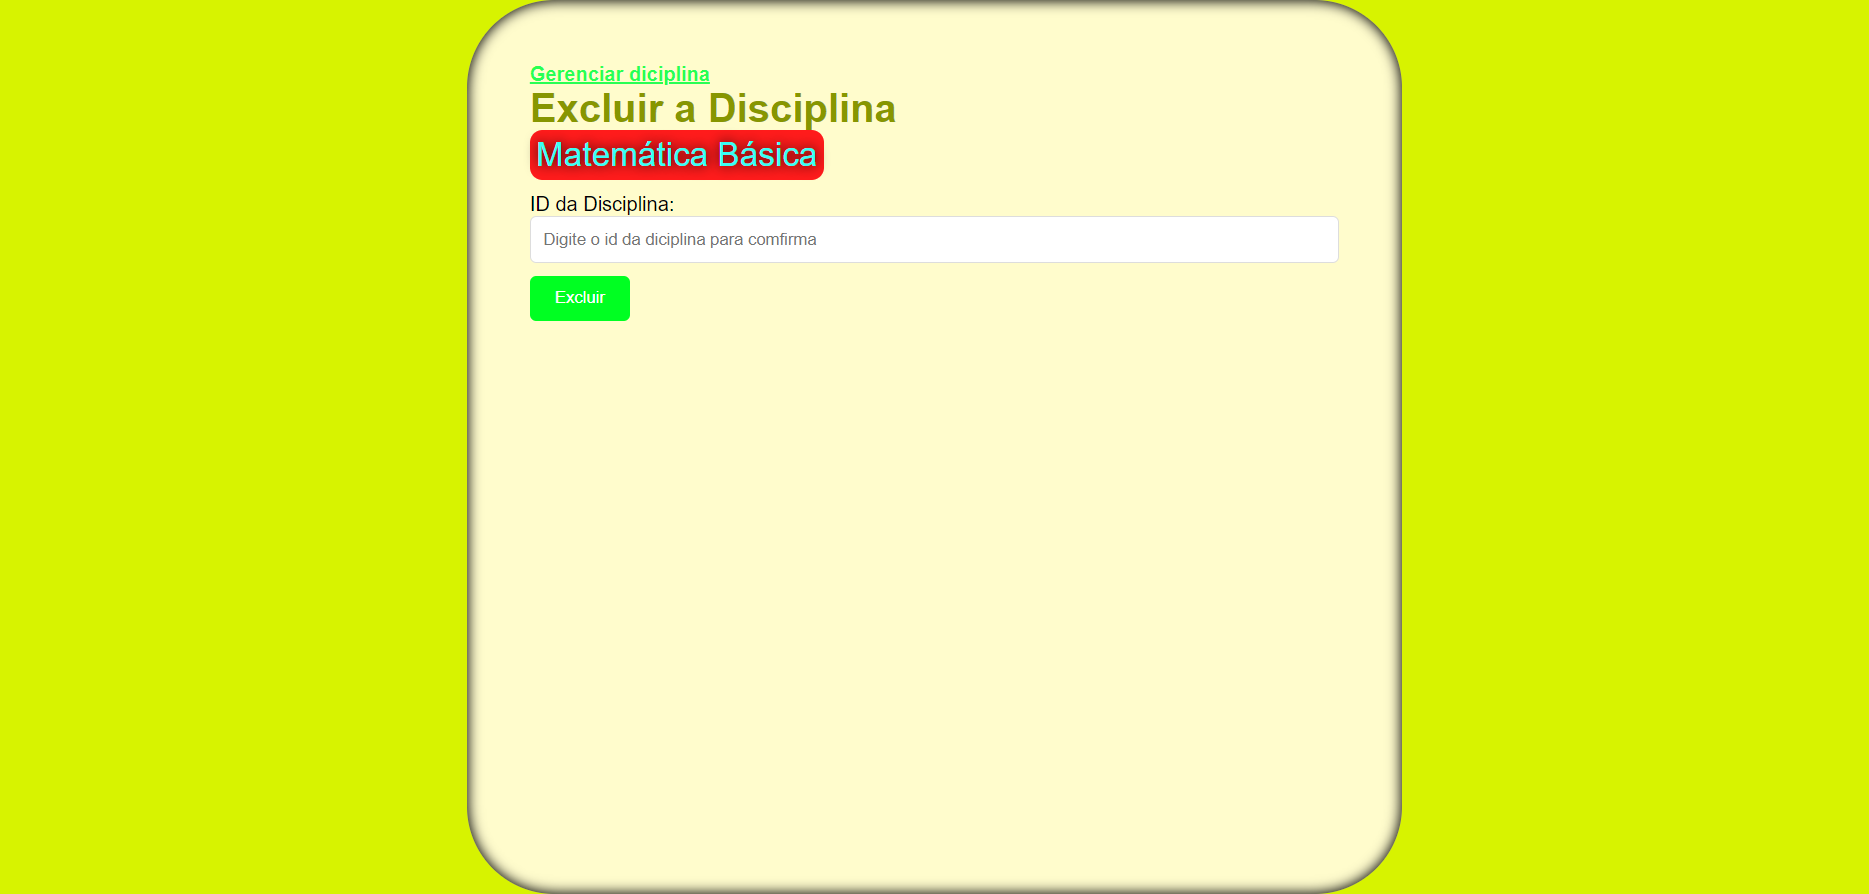 Gerenciar diciplina
Excluir a Disciplina
Matemática Básica
ID da Disciplina:
Digite o id da diciplina para comfirma
Excluir